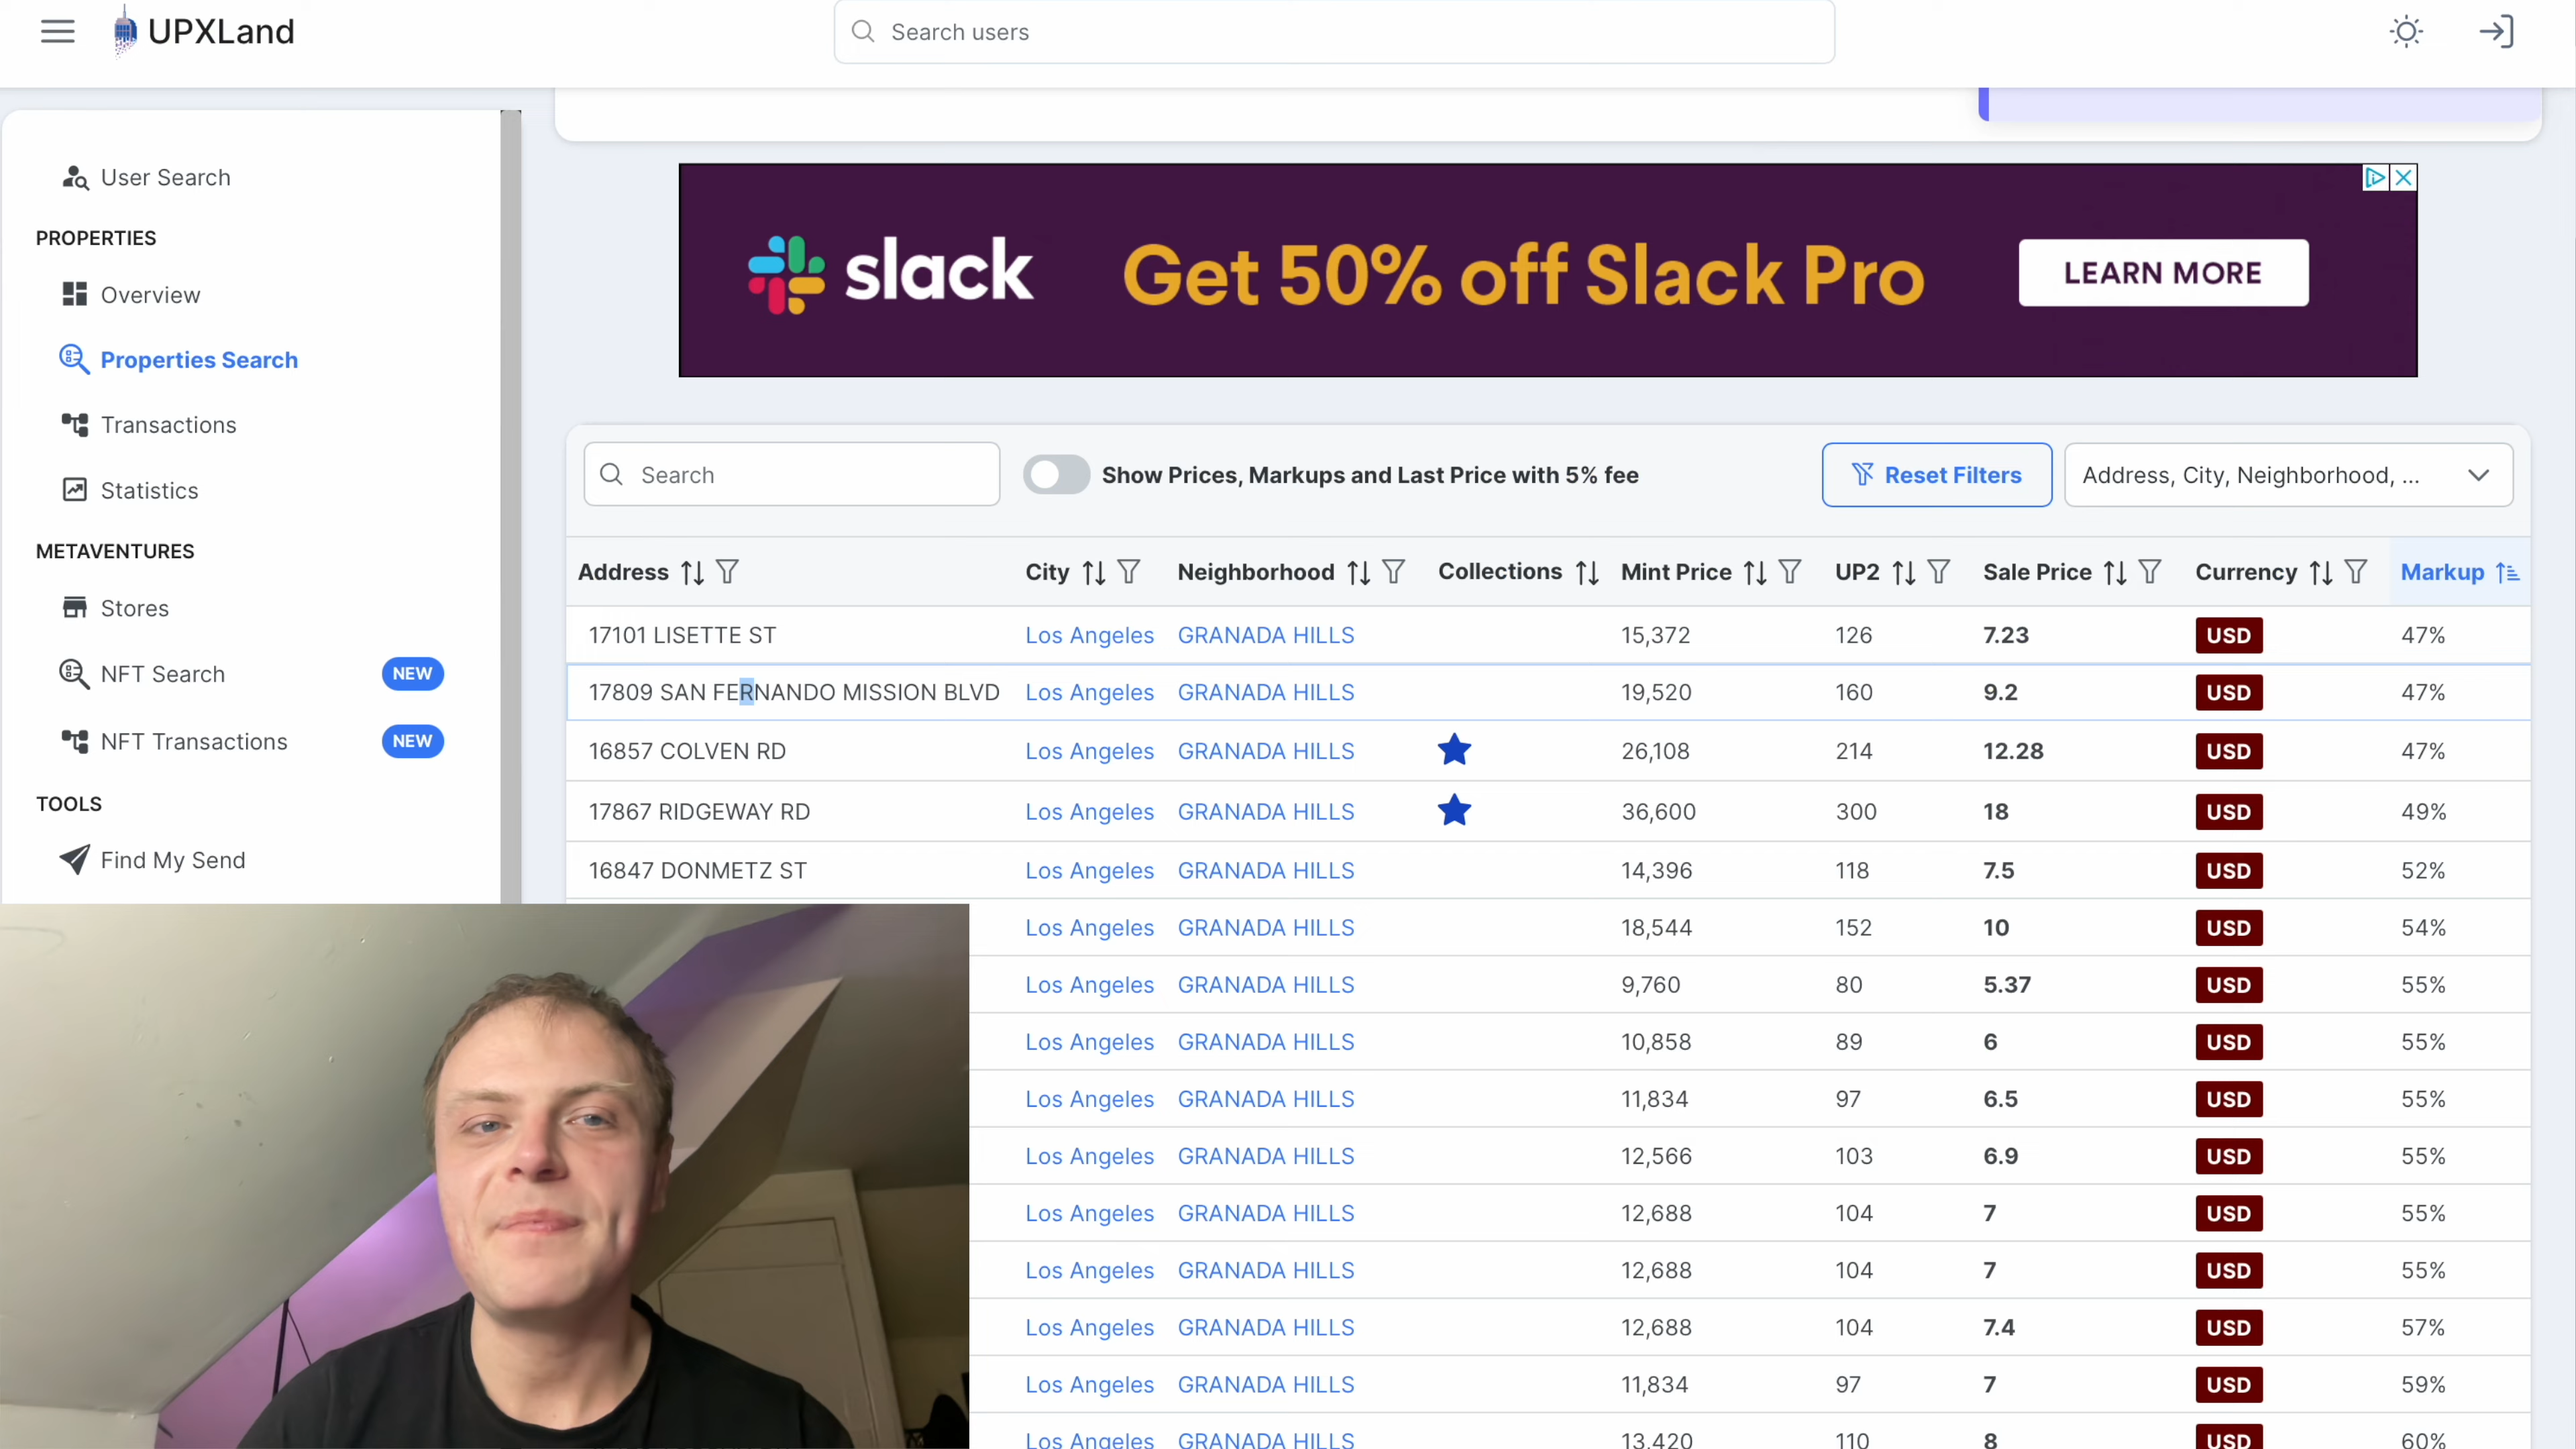 UPXLand
Search users
User Search
PROPERTIES
Overview
Properties Search
Transactions
Statistics
METAVENTURES
Stores
NFT Search NEW
NFT Transactions NEW
TOOLS
Find My Send
slack Get 50% off Slack Pro LEARN MORE
Search Show Prices, Markups and Last Price with 5% fee Reset Filters Address, City, Neighborhood, ...
Address City Neighborhood Collections Mint Price UP2 Sale Price Currency Markup
17101 LISETTE ST Los Angeles GRANADA HILLS 15,372 126 7.23 USD 47%
17809 SAN FERNANDO MISSION BLVD Los Angeles GRANADA HILLS 19,520 160 9.2 USD 47%
16857 COLVEN RD Los Angeles GRANADA HILLS 26,108 214 12.28 USD 47%
17867 RIDGEWAY RD Los Angeles GRANADA HILLS 36,600 300 18 USD 49%
16847 DONMETZ ST Los Angeles GRANADA HILLS 14,396 118 7.5 USD 52%
Los Angeles GRANADA HILLS 18,544 152 10 USD 54%
Los Angeles GRANADA HILLS 9,760 80 5.37 USD 55%
Los Angeles GRANADA HILLS 10,858 89 6 USD 55%
Los Angeles GRANADA HILLS 11,834 97 6.5 USD 55%
Los Angeles GRANADA HILLS 12,566 103 6.9 USD 55%
Los Angeles GRANADA HILLS 12,688 104 7 USD 55%
Los Angeles GRANADA HILLS 12,688 104 7 USD 55%
Los Angeles GRANADA HILLS 12,688 104 7.4 USD 57%
Los Angeles GRANADA HILLS 11,834 97 7 USD 59%
Los Angeles GRANADA HILLS 13,420 110 8 USD 60%